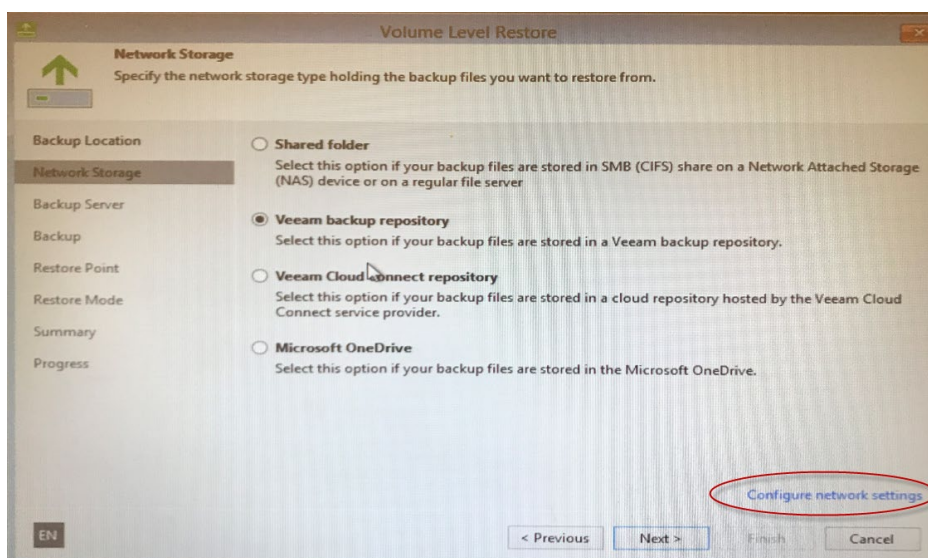 Volume Level Restore
Network Storage
Specify the network storage type holding the backup files you want to restore from.
Backup Location
Network Storage
Backup Server
Backup
Restore Point
Restore Mode
Summary
Progress
Shared folder
Select this option if your backup files are stored in SMB (CIFS) share on a Network Attached Storage
(NAS) device or on a regular file server
Veeam backup repository
Select this option if your backup files are stored in a Veeam backup repository.
Veeam Cloud Connect repository
Select this option if your backup files are stored in a cloud repository hosted by the Veeam Cloud
Connect service provider.
Microsoft OneDrive
Select this option if your backup files are stored in the Microsoft OneDrive.
Configure network settings
EN
< Previous
Next >
Finish
Cancel